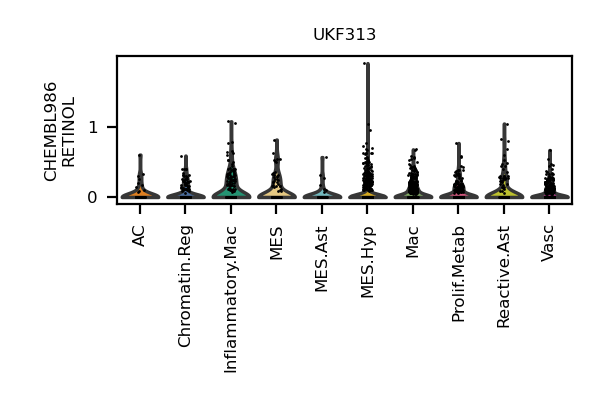 UKF313
CHEMBL986
RETINOL
1
0
AC
Chromatin.Reg
Inflammatory.Mac
MES
MES.Ast
MES.Hyp
Mac
Prolif.Metab
Reactive.Ast
Vasc